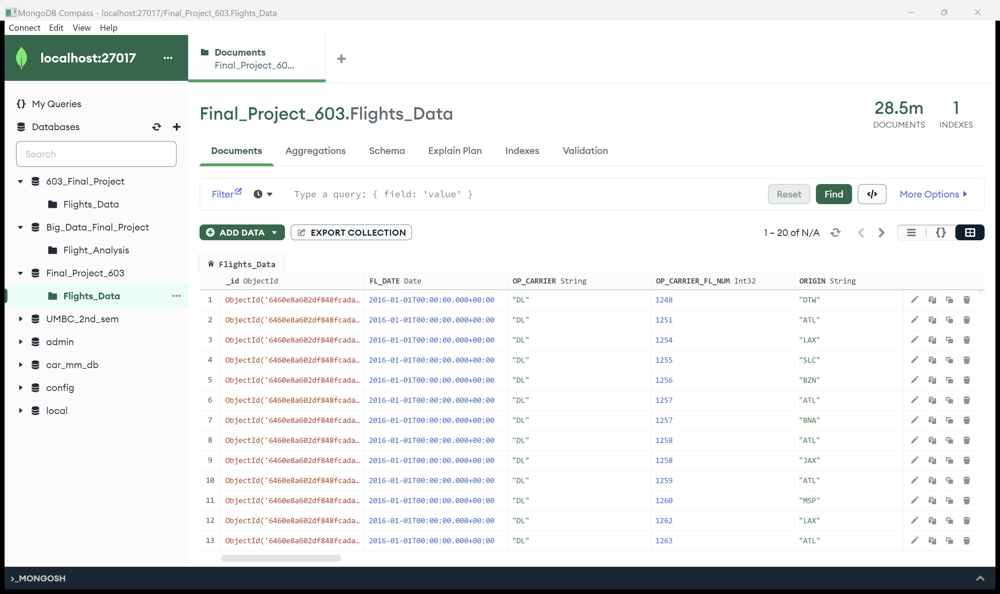 MongoDB Compass - localhost:27017/Final_Project_603.Flights_Data
Connect Edit View Help
localhost:27017 ...
Documents
Final_Project_60...
My Queries
Databases
Search
603_Final_Project
Flights_Data
Big_Data_Final_Project
Flight_Analysis
Final_Project_603
Flights_Data
UMBC_2nd_sem
admin
car_mm_db
config
local
Final_Project_603.Flights_Data
28.5m
DOCUMENTS
1
INDEXES
Documents Aggregations Schema Explain Plan Indexes Validation
Filter Type a query: { field: 'value' } Reset Find </> More Options
ADD DATA EXPORT COLLECTION 1 – 20 of N/A {}
Flights_Data
_id ObjectId FL_DATE Date OP_CARRIER String OP_CARRIER_FL_NUM Int32 ORIGIN String
1 ObjectId('6460e8a602df848fcada… 2016-01-01T00:00:00.000+00:00 "DL" 1248 "DTW"
2 ObjectId('6460e8a602df848fcada… 2016-01-01T00:00:00.000+00:00 "DL" 1251 "ATL"
3 ObjectId('6460e8a602df848fcada… 2016-01-01T00:00:00.000+00:00 "DL" 1254 "LAX"
4 ObjectId('6460e8a602df848fcada… 2016-01-01T00:00:00.000+00:00 "DL" 1255 "SLC"
5 ObjectId('6460e8a602df848fcada… 2016-01-01T00:00:00.000+00:00 "DL" 1256 "BZN"
6 ObjectId('6460e8a602df848fcada… 2016-01-01T00:00:00.000+00:00 "DL" 1257 "ATL"
7 ObjectId('6460e8a602df848fcada… 2016-01-01T00:00:00.000+00:00 "DL" 1257 "BNA"
8 ObjectId('6460e8a602df848fcada… 2016-01-01T00:00:00.000+00:00 "DL" 1258 "ATL"
9 ObjectId('6460e8a602df848fcada… 2016-01-01T00:00:00.000+00:00 "DL" 1258 "JAX"
10 ObjectId('6460e8a602df848fcada… 2016-01-01T00:00:00.000+00:00 "DL" 1259 "ATL"
11 ObjectId('6460e8a602df848fcada… 2016-01-01T00:00:00.000+00:00 "DL" 1260 "MSP"
12 ObjectId('6460e8a602df848fcada… 2016-01-01T00:00:00.000+00:00 "DL" 1262 "LAX"
13 ObjectId('6460e8a602df848fcada… 2016-01-01T00:00:00.000+00:00 "DL" 1263 "ATL"
>_MONGOSH